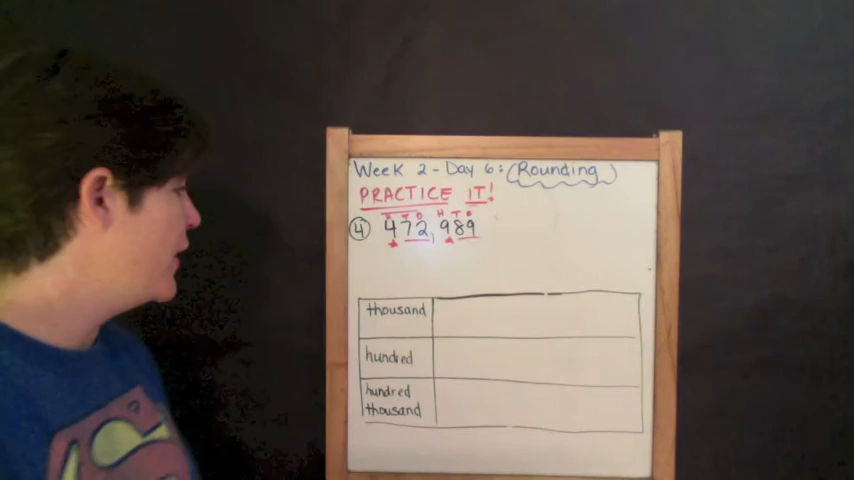 Week 2 - Day 6: Rounding
PRACTICE IT!
H T O H T O
4 472,989
thousand
hundred
hundred
thousand